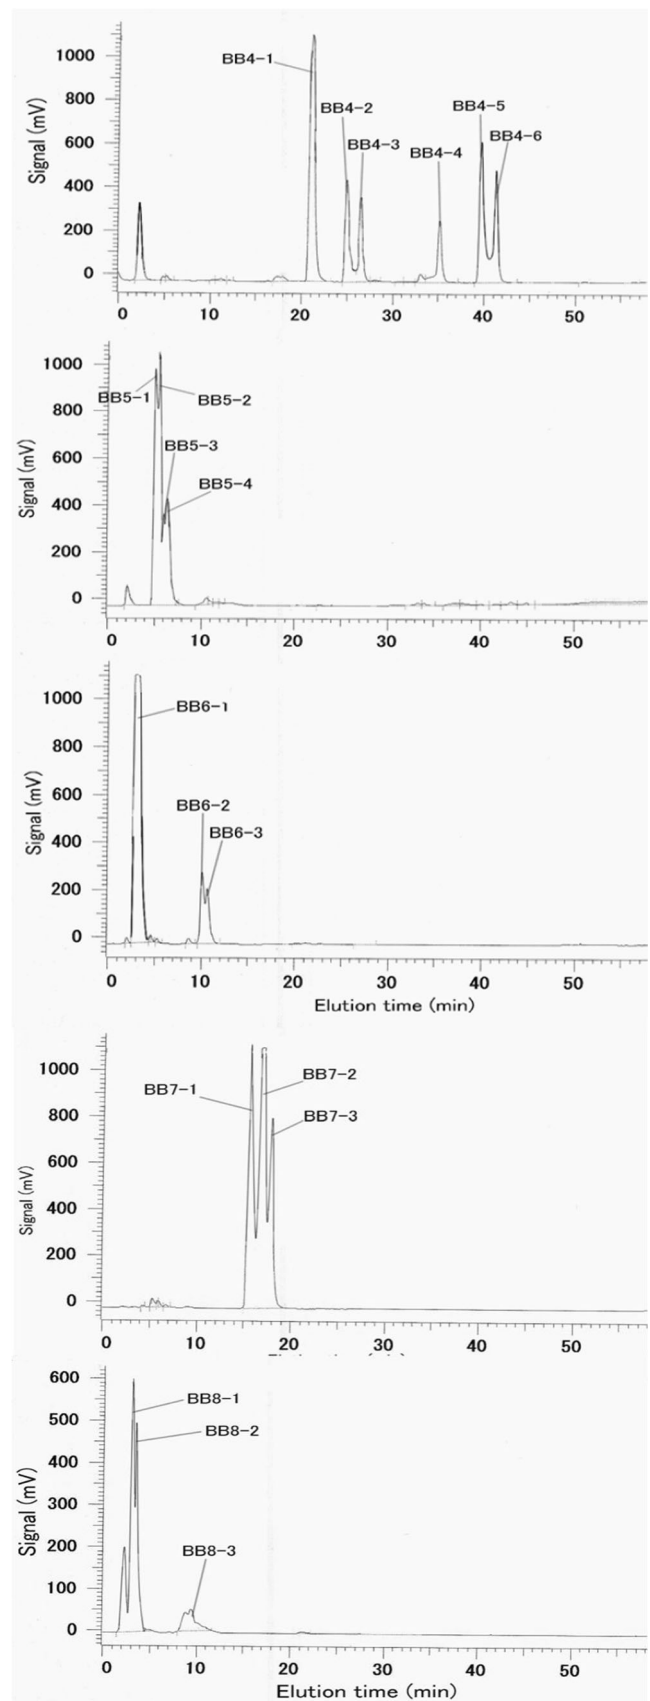 1000
800
600
400
200
0
Signal (mV)
BB4-1
BB4-2
BB4-3
BB4-4
BB4-5
BB4-6
0 10 20 30 40 50
1000
800
600
400
200
0
Signal (mV)
BB5-1
BB5-2
BB5-3
BB5-4
0 10 20 30 40 50
1000
800
600
400
200
0
Signal (mV)
BB6-1
BB6-2
BB6-3
0 10 20 30 40 50
Elution time (min)
1000
800
600
400
200
0
Signal (mV)
BB7-1
BB7-2
BB7-3
0 10 20 30 40 50
600
500
400
300
200
100
0
Signal (mV)
BB8-1
BB8-2
BB8-3
0 10 20 30 40 50
Elution time (min)